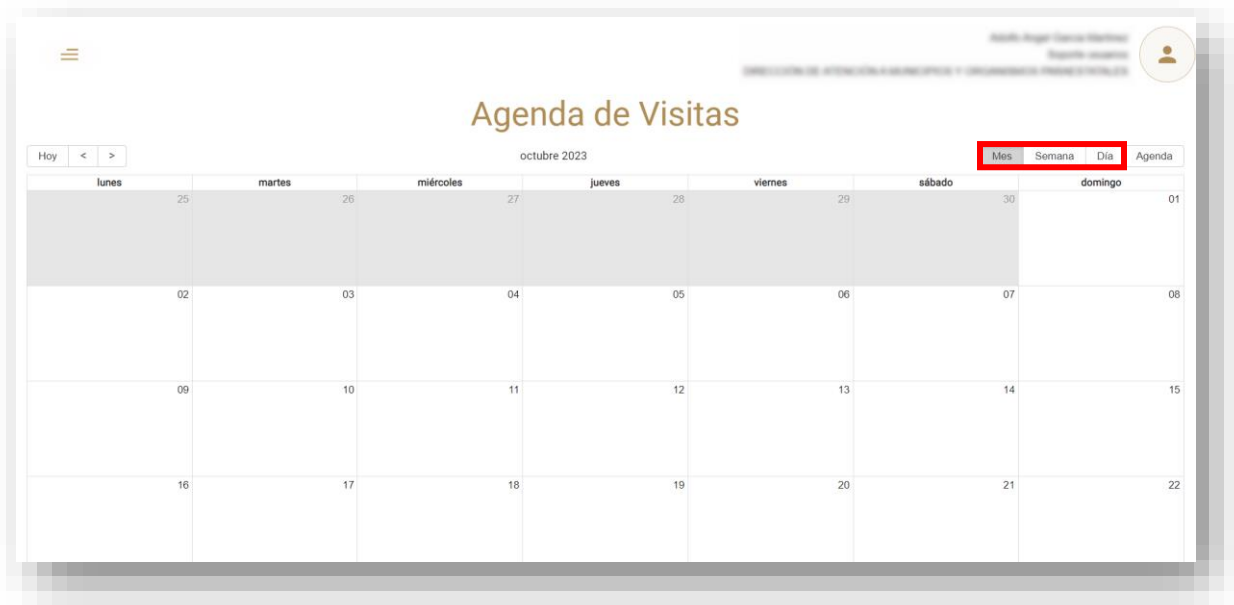 Agenda de Visitas
Hoy < > octubre 2023 Mes Semana Día Agenda
lunes martes miércoles jueves viernes sábado domingo
25 26 27 28 29 30 01
02 03 04 05 06 07 08
09 10 11 12 13 14 15
16 17 18 19 20 21 22